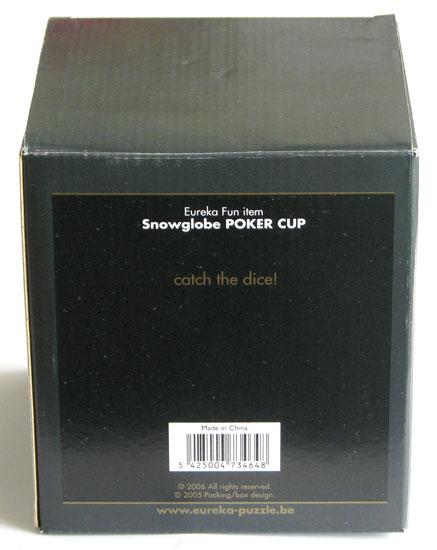 Eureka Fun item
Snowglobe POKER CUP
catch the dice!
Made in China
5 425004 734648
© 2006 All rights reserved.
© 2005 Packing/box design.
www.eureka-puzzle.be